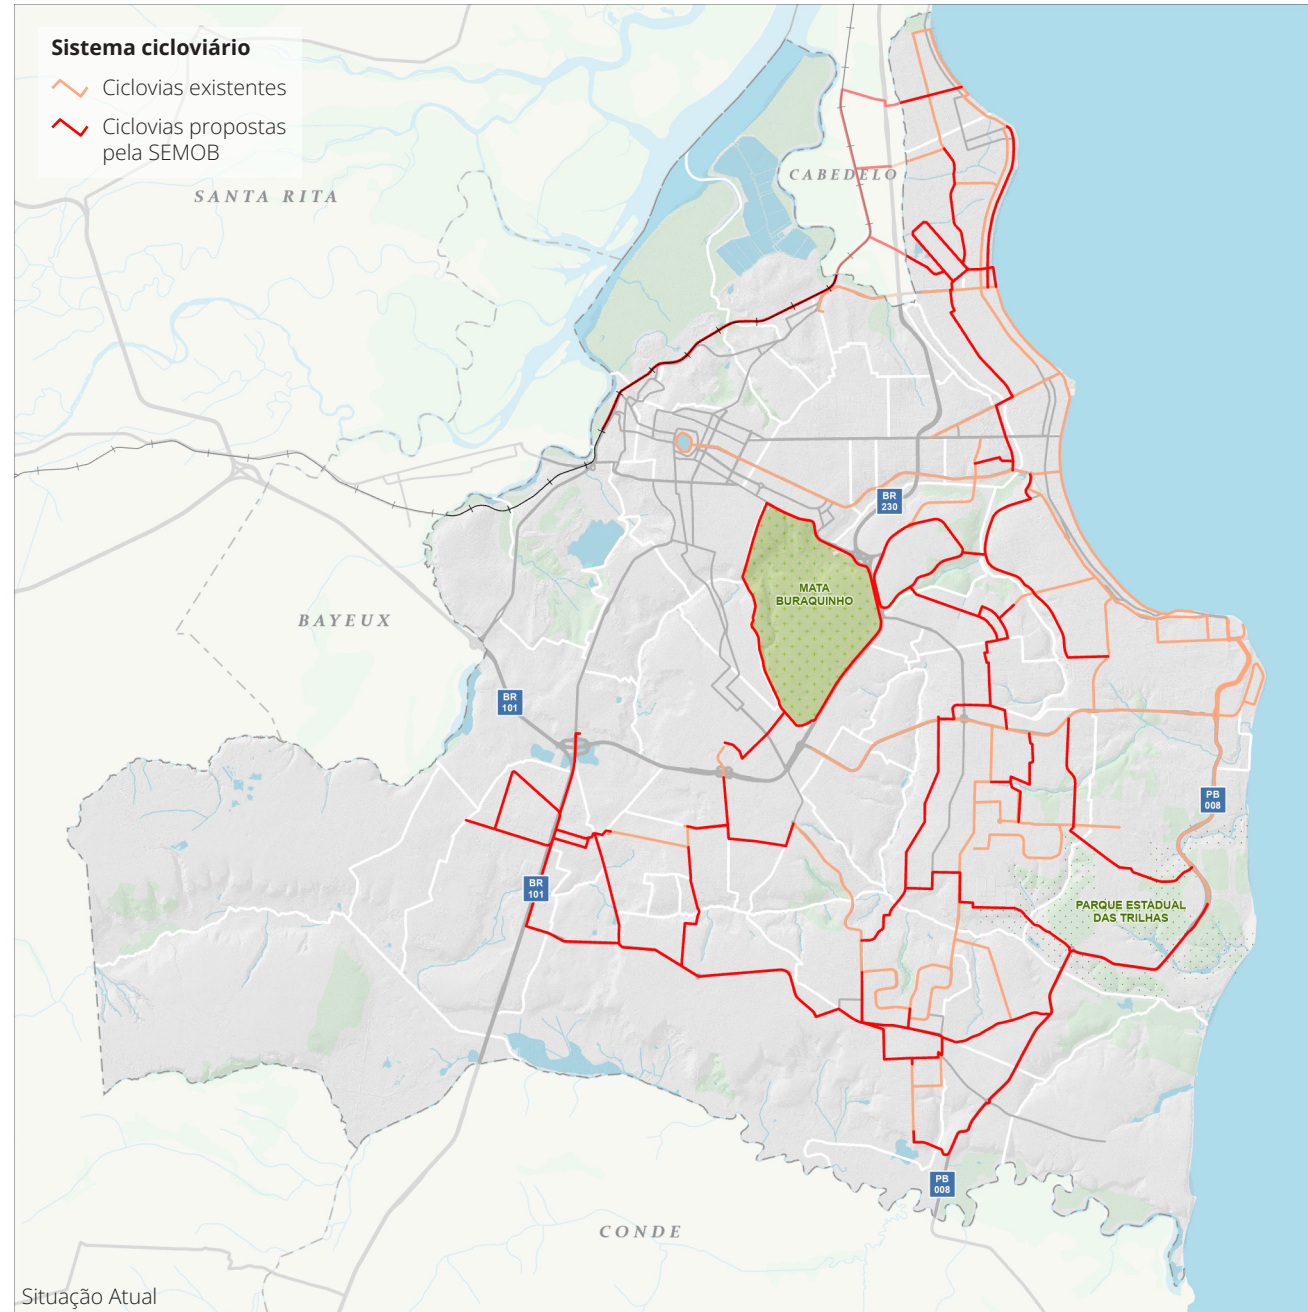 Sistema cicloviário
Ciclovias existentes
Ciclovias propostas
pela SEMOB
CABEDELO
SANTA RITA
BR
230
MATA
BURAQUINHO
BAYEUX
BR
101
PB
008
BR
101
PARQUE ESTADUAL
DAS TRILHAS
PB
008
CONDE
Situação Atual